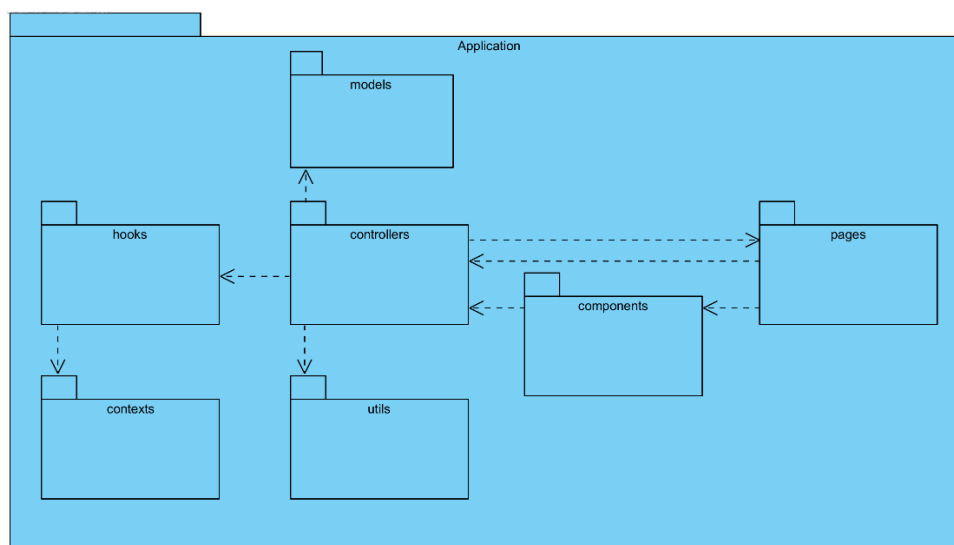 Application
models
hooks
controllers
pages
components
contexts
utils